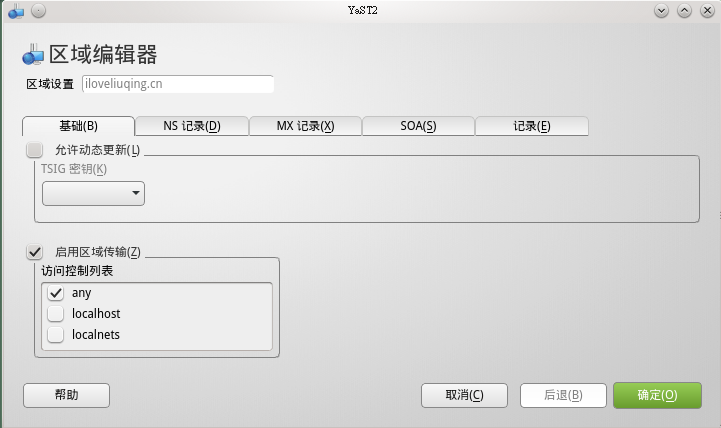 YaST2
区域编辑器
区域设置 iloveliuqing.cn
基础(B) NS 记录(D) MX 记录(X) SOA(S) 记录(E)
允许动态更新(L)
TSIG 密钥(K)
启用区域传输(Z)
访问控制列表
any
localhost
localnets
帮助 取消(C) 后退(B) 确定(O)